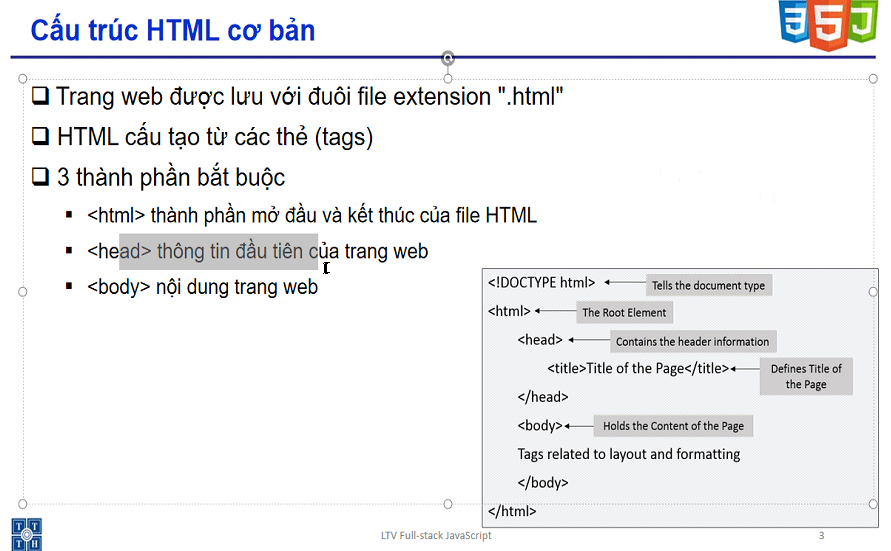 Cấu trúc HTML cơ bản
Trang web được lưu với đuôi file extension ".html"
HTML cấu tạo từ các thẻ (tags)
3 thành phần bắt buộc
<html> thành phần mở đầu và kết thúc của file HTML
<head> thông tin đầu tiên của trang web
<body> nội dung trang web
<!DOCTYPE html> Tells the document type
<html> The Root Element
<head> Contains the header information
<title>Title of the Page</title> Defines Title of
the Page
</head>
<body> Holds the Content of the Page
Tags related to layout and formatting
</body>
</html>
T T
T H
LTV Full-stack JavaScript
3